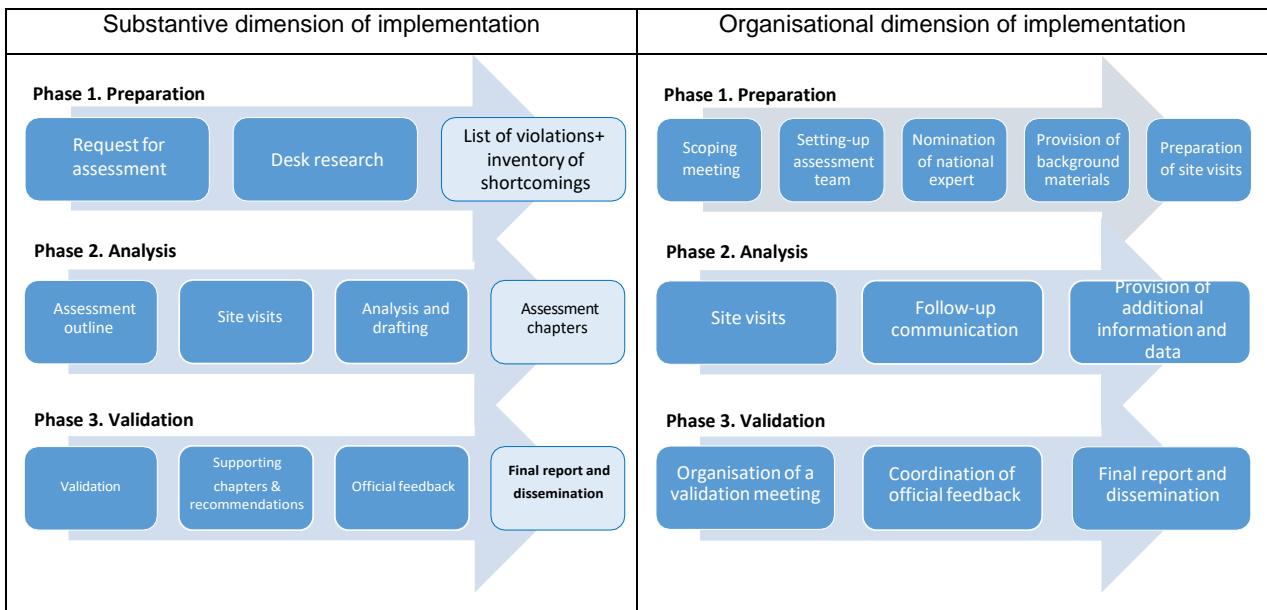 Substantive dimension of implementation
Organisational dimension of implementation
Phase 1. Preparation
Request for
assessment
Desk research
List of violations+
inventory of
shortcomings
Phase 2. Analysis
Assessment
outline
Site visits
Analysis and
drafting
Assessment
chapters
Phase 3. Validation
Validation
Supporting
chapters &
recommendations
Official feedback
Final report and
dissemination
Phase 1. Preparation
Scoping
meeting
Setting-up
assessment
team
Nomination
of national
expert
Provision of
background
materials
Preparation
of site visits
Phase 2. Analysis
Site visits
Follow-up
communication
Provision of
additional
information and
data
Phase 3. Validation
Organisation of a
validation meeting
Coordination of
official feedback
Final report and
dissemination